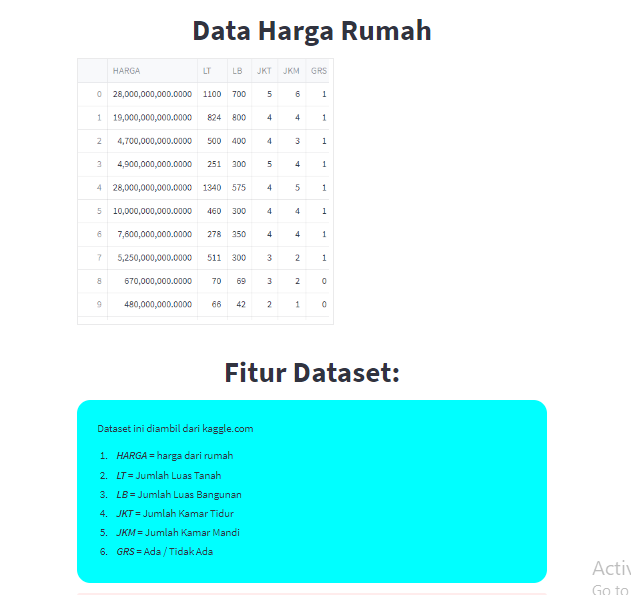 Data Harga Rumah
HARGA LT LB JKT JKM GRS
0 28,000,000,000.0000 1100 700 5 6 1
1 19,000,000,000.0000 824 800 4 4 1
2 4,700,000,000.0000 500 400 4 3 1
3 4,900,000,000.0000 251 300 5 4 1
4 28,000,000,000.0000 1340 575 4 5 1
5 10,000,000,000.0000 460 300 4 4 1
6 7,600,000,000.0000 278 350 4 4 1
7 5,250,000,000.0000 511 300 3 2 1
8 670,000,000.0000 70 69 3 2 0
9 480,000,000.0000 66 42 2 1 0
Fitur Dataset:
Dataset ini diambil dari kaggle.com
1. HARGA = harga dari rumah
2. LT = Jumlah Luas Tanah
3. LB = Jumlah Luas Bangunan
4. JKT = Jumlah Kamar Tidur
5. JKM = Jumlah Kamar Mandi
6. GRS = Ada / Tidak Ada
Activ
Go to